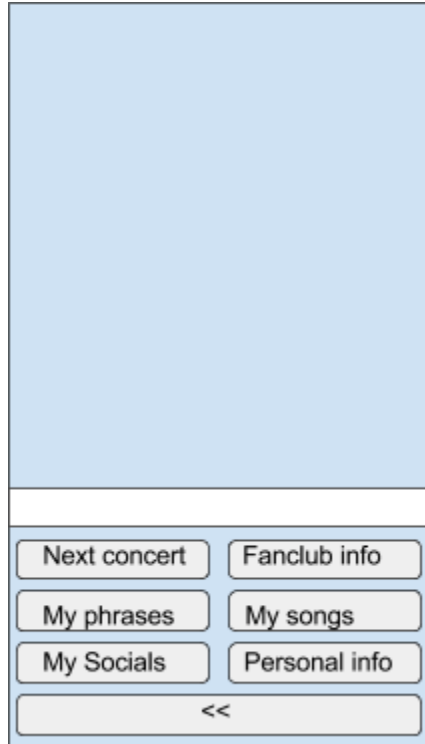 Next concert
Fanclub info
My phrases
My songs
My Socials
Personal info
<<